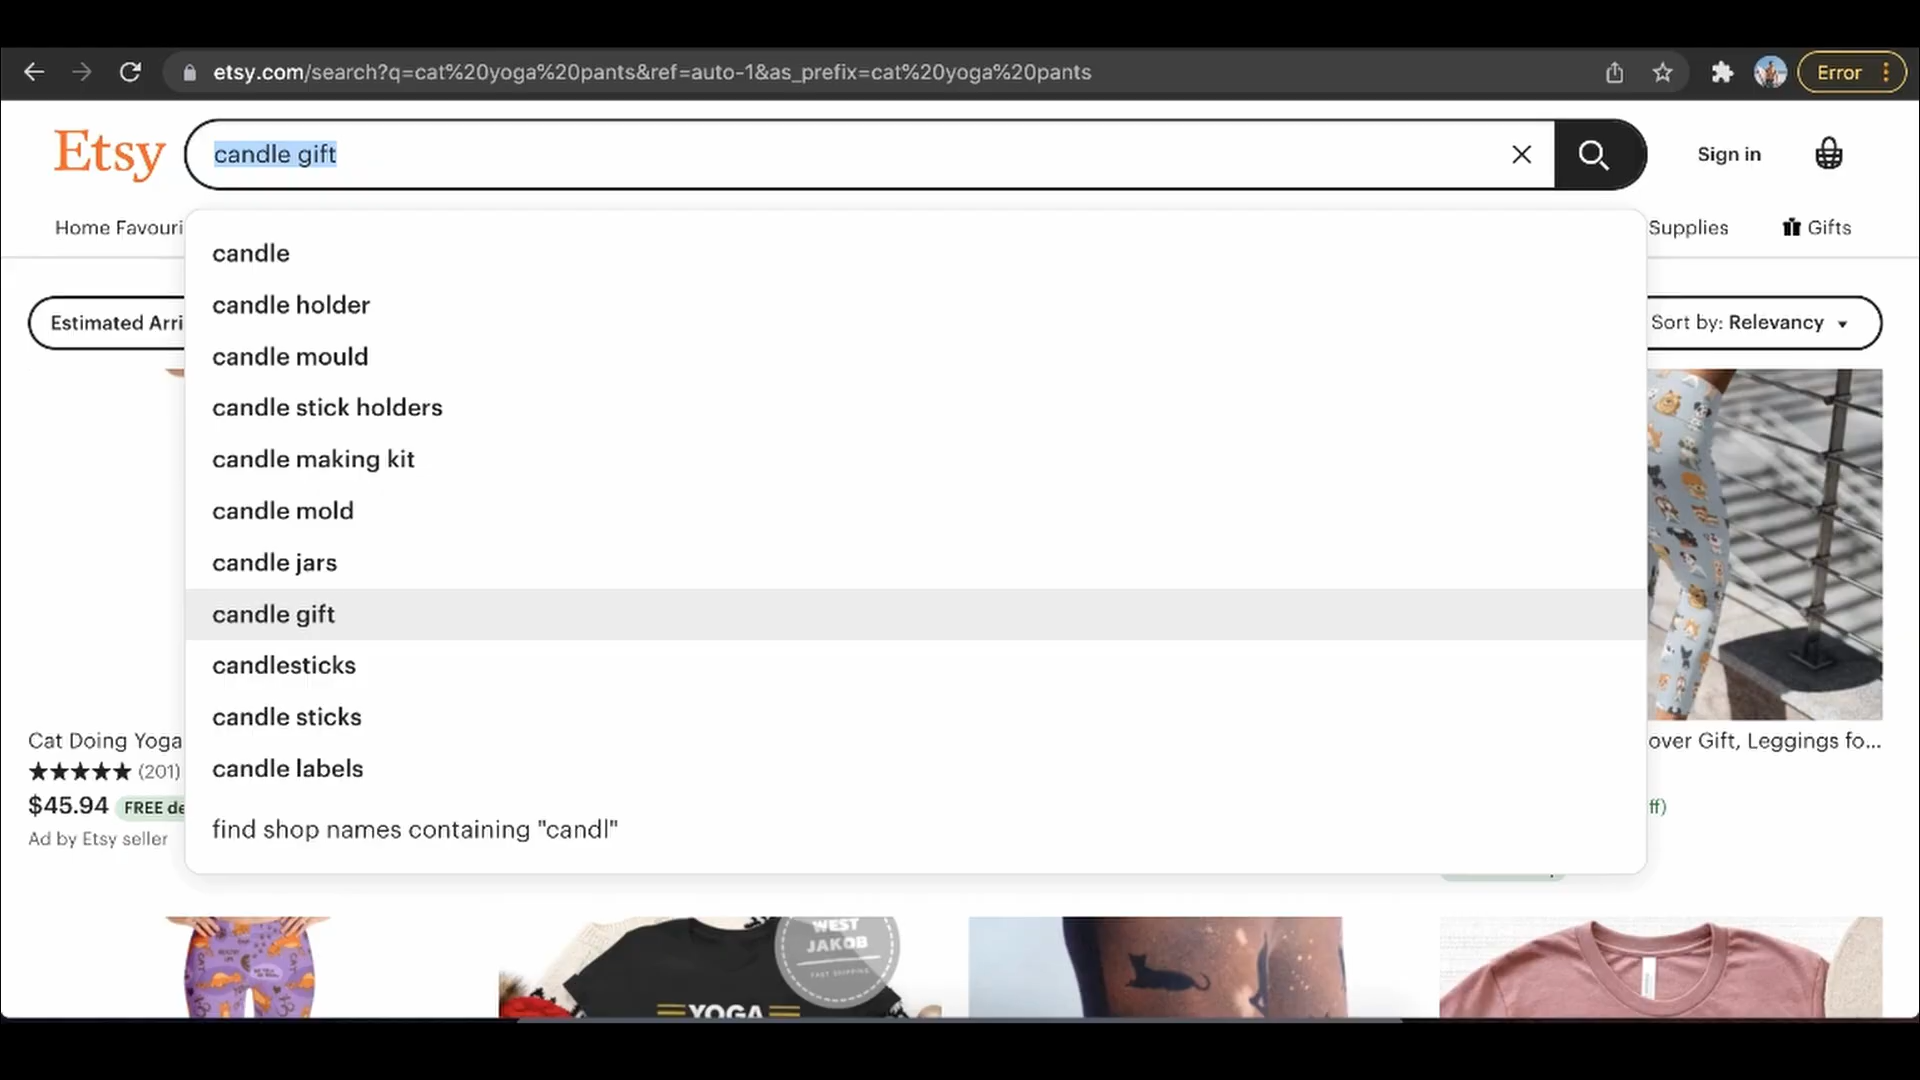 etsy.com/search?q=cat%20yoga%20pants&ref=auto-1&as_prefix=cat%20yoga%20pants
Error
Etsy
candle gift
Sign in
Home Favouri
Supplies
Gifts
candle
candle holder
Estimated Arri
Sort by: Relevancy
candle mould
candle stick holders
candle making kit
candle mold
candle jars
candle gift
candlesticks
candle sticks
Cat Doing Yoga
over Gift, Leggings fo...
candle labels
(201)
$45.94 FREE de
ff)
find shop names containing "candl"
Ad by Etsy seller
WEST
JAKOB
FAST SHIPPING
YOGA